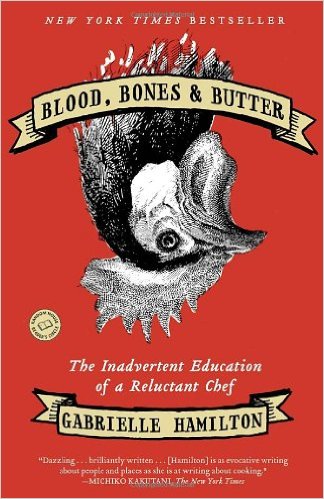 NEW YORK TIMES BESTSELLER
BLOOD, BONES & BUTTER
The Inadvertent Education
of a Reluctant Chef
GABRIELLE HAMILTON
"Dazzling . . . brilliantly written . . . [Hamilton] is as evocative writing
about people and places as she is at writing about cooking."
—MICHIKO KAKUTANI, The New York Times